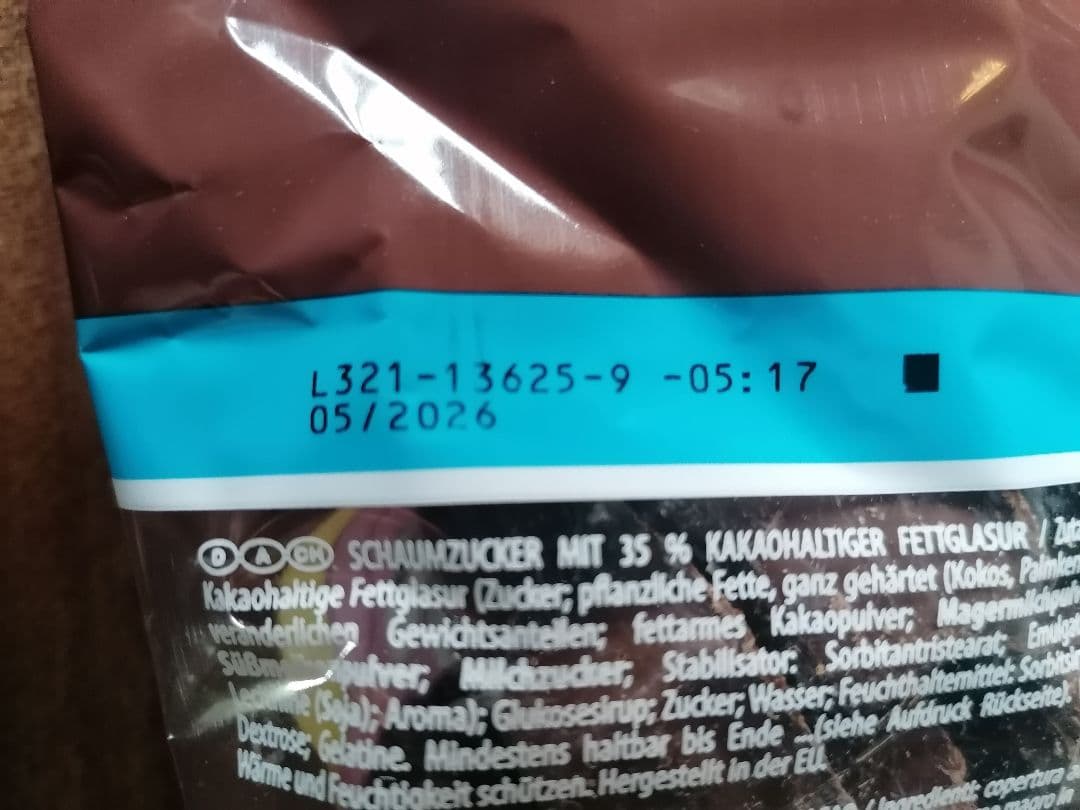 L321-13625-9 -05:17
05/2026
D A CH SCHAUMZUCKER MIT 35 % KAKAOHALTIGER FETTGLASUR /
Kakaohaltige Fettglasur (Zucker; pflanzliche Fette, ganz gehärtet (Kokos,
veränderlichen Gewichtsanteilen; fettarmes Kakaopulver;
Milchzucker; Stabilisator: Sorbitantristearat;
(Soja); Aroma); Glukosesirup; Zucker; Wasser; Feuchthaltemittel:
Dextrose; Gelatine. Mindestens haltbar bis Ende ... (siehe Aufdruck Rückseite).
Wärme und Feuchtigkeit schützen. Hergestellt in der EU.
/ Ingredienti: copertura